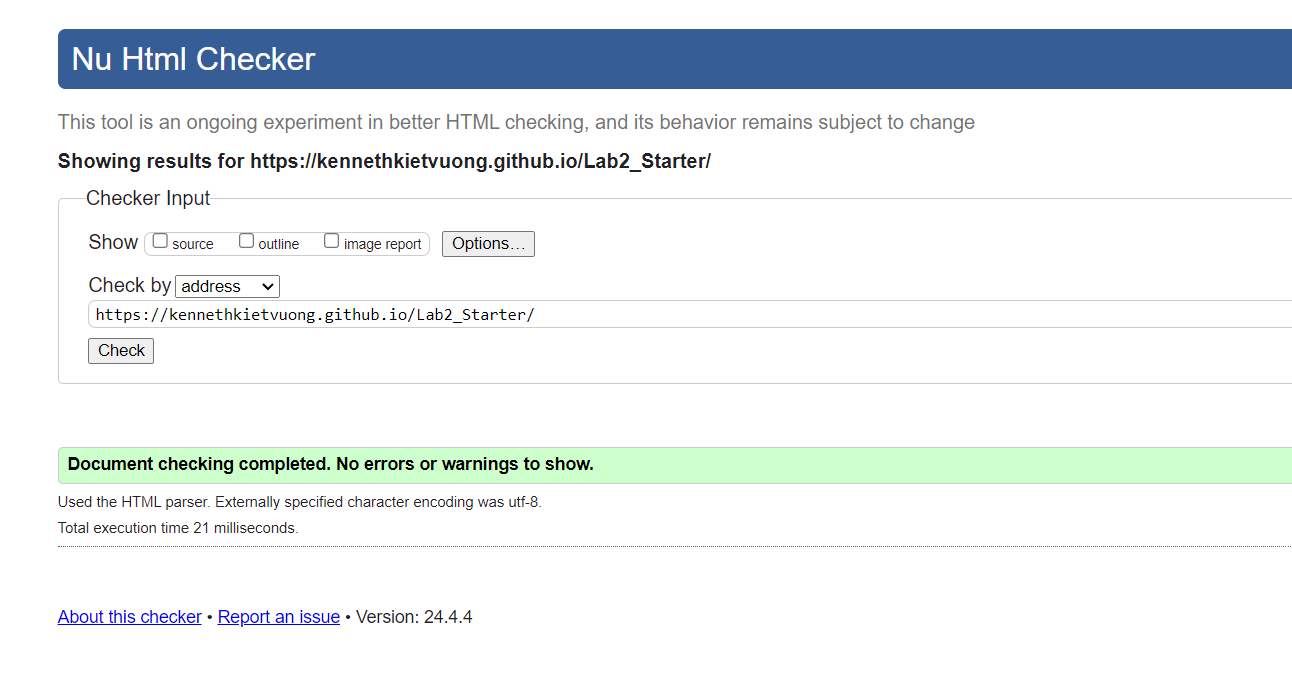 Nu Html Checker
This tool is an ongoing experiment in better HTML checking, and its behavior remains subject to change
Showing results for https://kennethkietvuong.github.io/Lab2_Starter/
Checker Input
Show source outline image report Options...
Check by address
https://kennethkietvuong.github.io/Lab2_Starter/
Check
Document checking completed. No errors or warnings to show.
Used the HTML parser. Externally specified character encoding was utf-8.
Total execution time 21 milliseconds.
About this checker • Report an issue • Version: 24.4.4